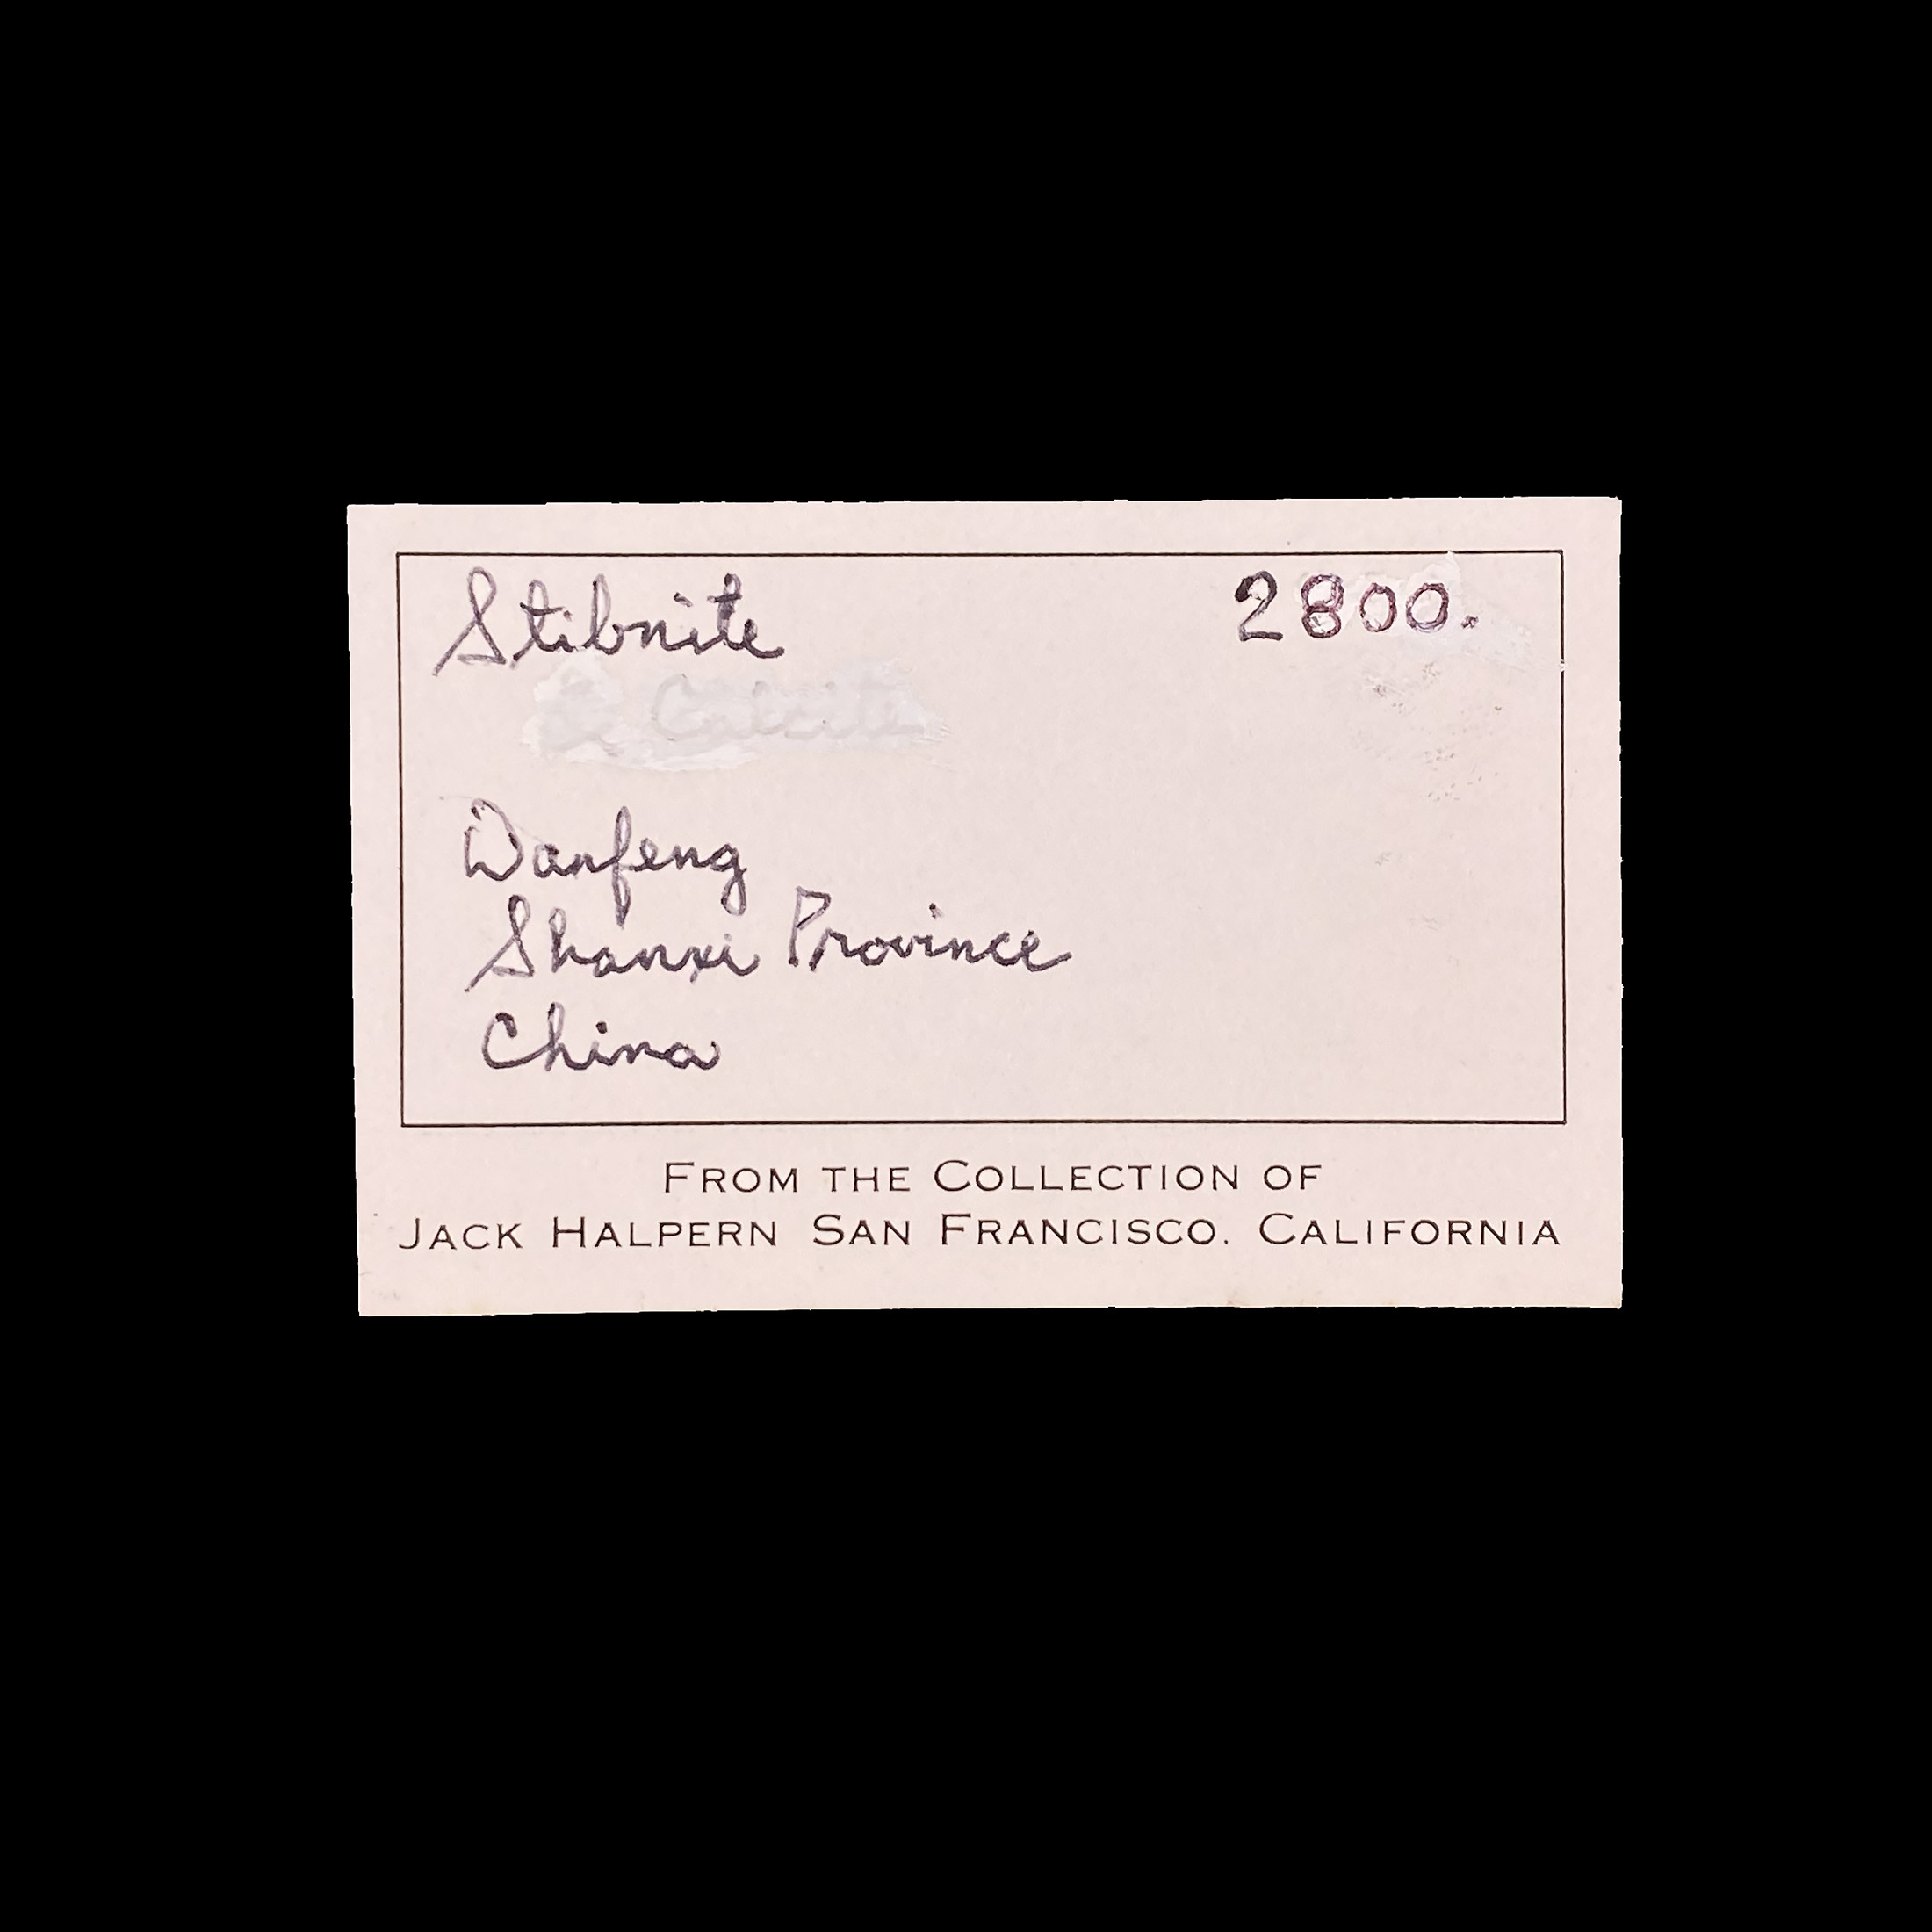 Stibnite 2800.
Danfeng
Shanxi Province
China
FROM THE COLLECTION OF
JACK HALPERN SAN FRANCISCO. CALIFORNIA